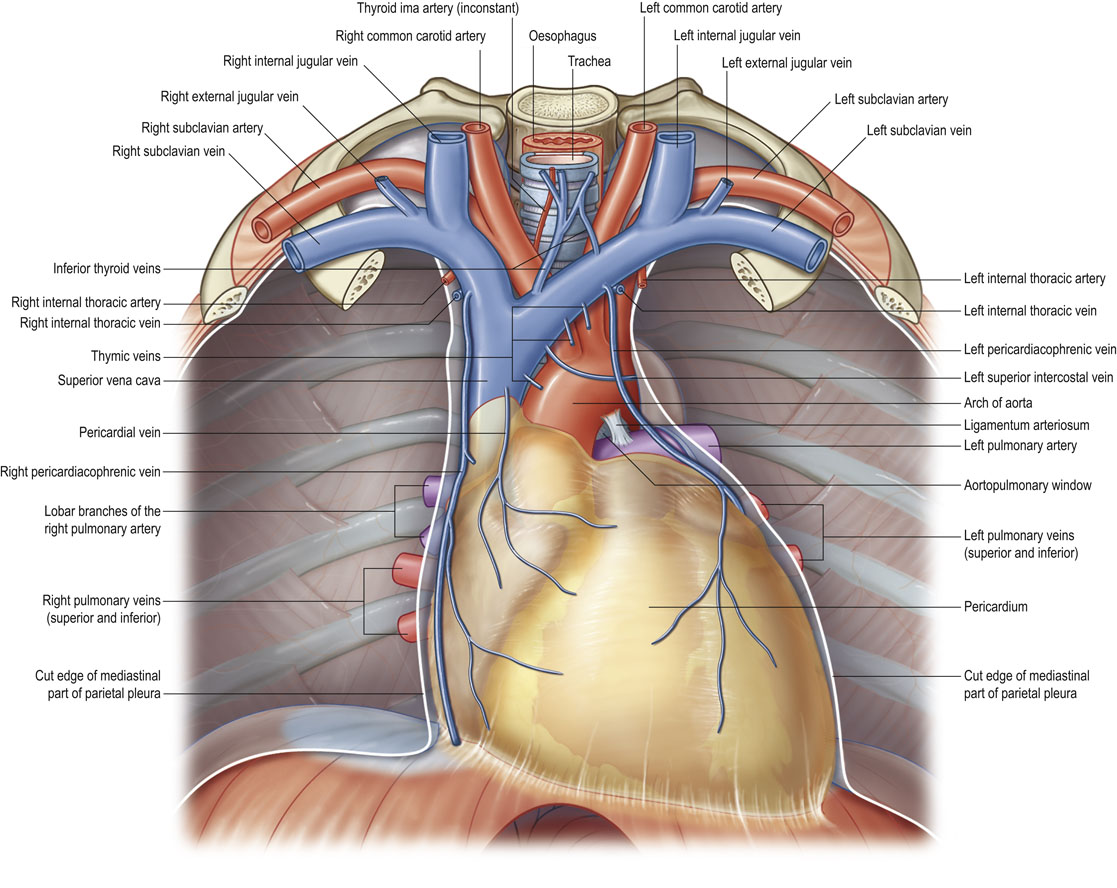 Thyroid ima artery (inconstant)
Left common carotid artery
Right common carotid artery
Oesophagus
Left internal jugular vein
Right internal jugular vein
Trachea
Left external jugular vein
Right external jugular vein
Left subclavian artery
Right subclavian artery
Left subclavian vein
Right subclavian vein
Inferior thyroid veins
Right internal thoracic artery
Right internal thoracic vein
Thymic veins
Superior vena cava
Pericardial vein
Right pericardiacophrenic vein
Lobar branches of the
right pulmonary artery
Right pulmonary veins
(superior and inferior)
Cut edge of mediastinal
part of parietal pleura
Left internal thoracic artery
Left internal thoracic vein
Left pericardiacophrenic vein
Left superior intercostal vein
Arch of aorta
Ligamentum arteriosum
Left pulmonary artery
Aortopulmonary window
Left pulmonary veins
(superior and inferior)
Pericardium
Cut edge of mediastinal
part of parietal pleura